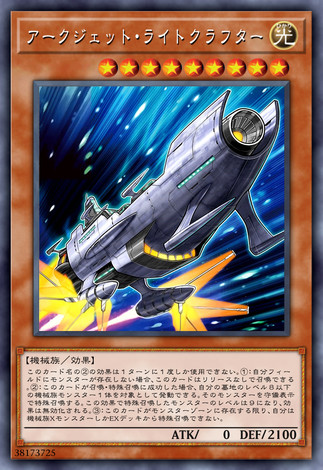 アークジェット・ライトクラフター
光
【機械族/効果】
このカード名の②の効果は1ターンに1度しか使用できない。①:自分フィ
ールドにモンスターが存在しない場合、このカードはリリースなしで召喚でき
る。②:このカードが召喚・特殊召喚に成功した場合、自分の墓地のレベル8以下
の機械族モンスター1体を対象として発動できる。そのモンスターを守備表示
で特殊召喚する。この効果で特殊召喚したモンスターのレベルは9になり、効
果は無効化される。③:このカードがモンスターゾーンに存在する限り、自分は
機械族XモンスターしかEXデッキから特殊召喚できない。
ATK/ 0 DEF/2100
38173725